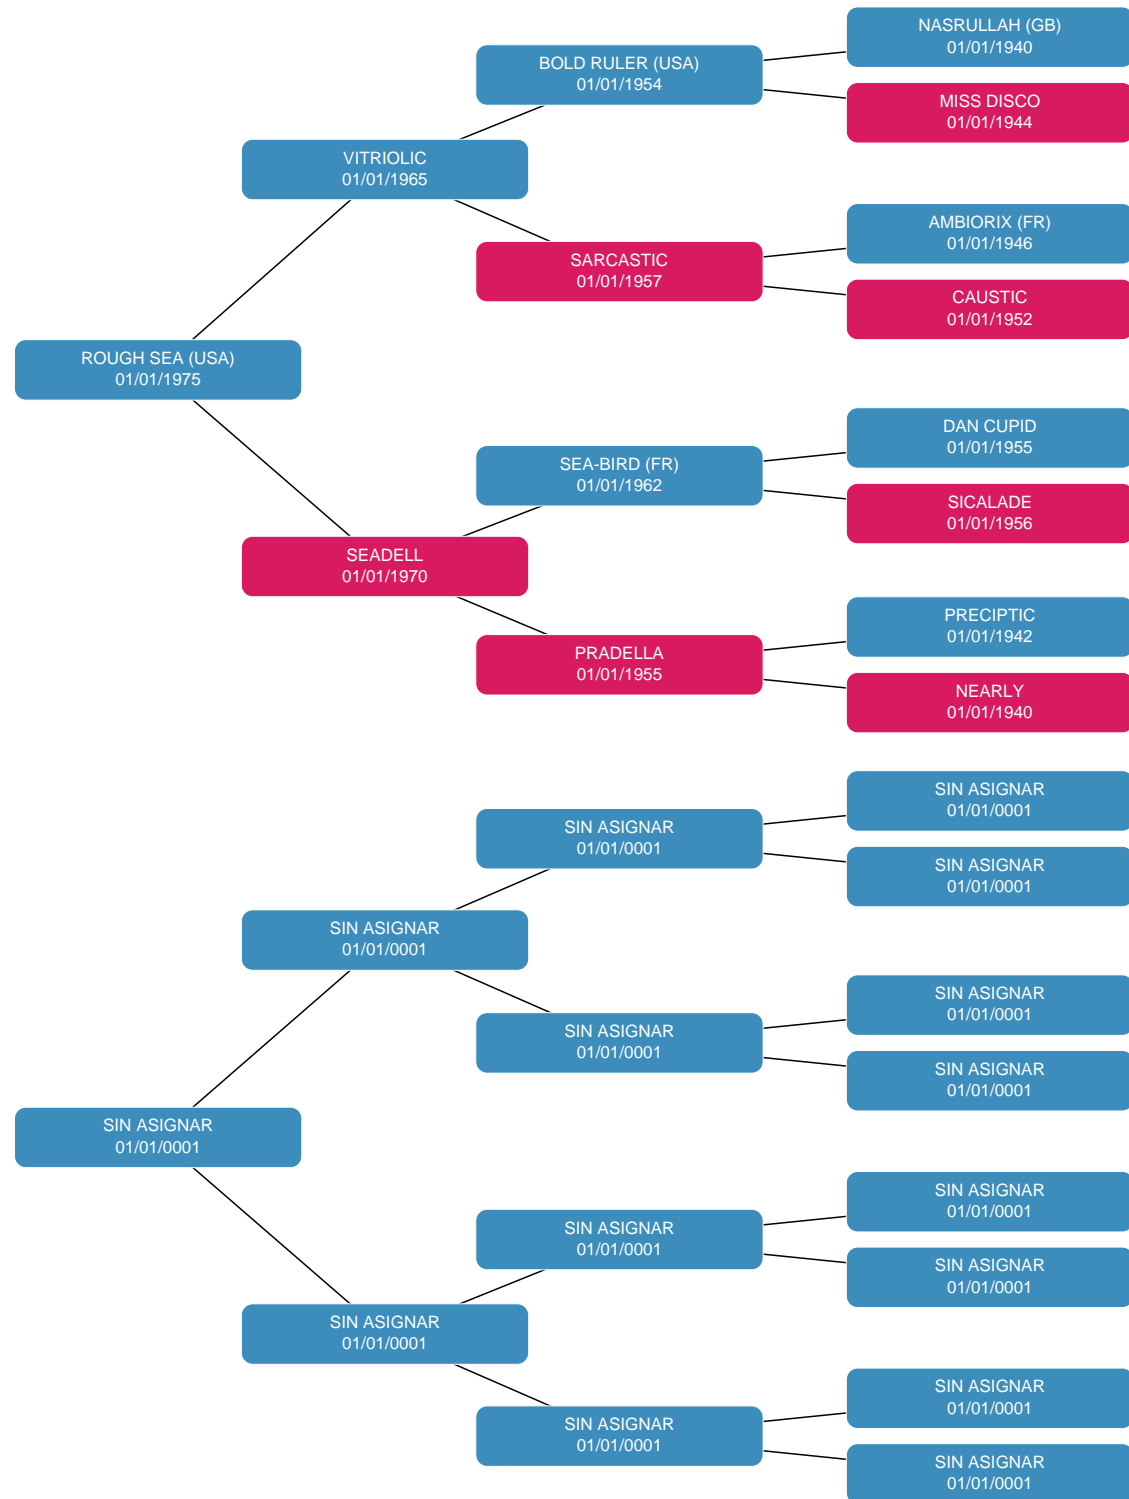 NASRULLAH (GB)
01/01/1940
BOLD RULER (USA)
01/01/1954
MISS DISCO
01/01/1944
VITRIOLIC
01/01/1965
AMBIORIX (FR)
01/01/1946
SARCASTIC
01/01/1957
CAUSTIC
01/01/1952
ROUGH SEA (USA)
01/01/1975
DAN CUPID
01/01/1955
SEA-BIRD (FR)
01/01/1962
SICALADE
01/01/1956
SEADELL
01/01/1970
PRECIPTIC
01/01/1942
PRADELLA
01/01/1955
NEARLY
01/01/1940
SIN ASIGNAR
01/01/0001
SIN ASIGNAR
01/01/0001
SIN ASIGNAR
01/01/0001
SIN ASIGNAR
01/01/0001
SIN ASIGNAR
01/01/0001
SIN ASIGNAR
01/01/0001
SIN ASIGNAR
01/01/0001
SIN ASIGNAR
01/01/0001
SIN ASIGNAR
01/01/0001
SIN ASIGNAR
01/01/0001
SIN ASIGNAR
01/01/0001
SIN ASIGNAR
01/01/0001
SIN ASIGNAR
01/01/0001
SIN ASIGNAR
01/01/0001
SIN ASIGNAR
01/01/0001